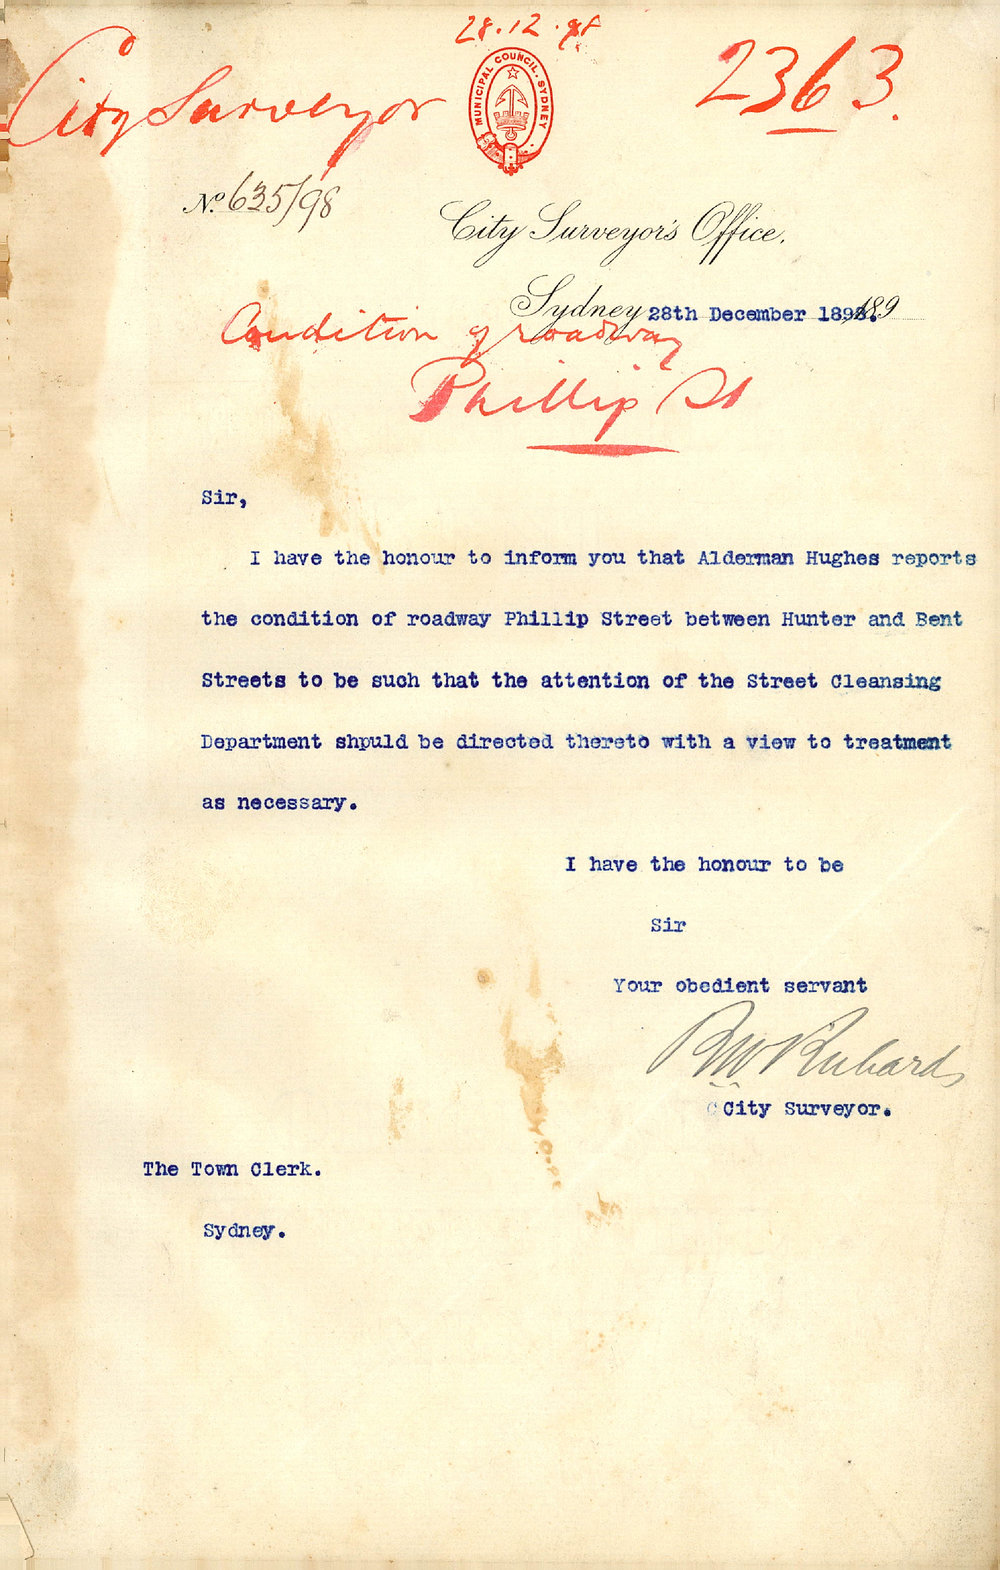 28.12.98
City Surveyor
MUNICIPAL COUNCIL. SYDNEY
2363.
No. 635/98
City Surveyor's Office.
Sydney 28th December 1898. 189
Condition of roadway
Phillip St
Sir,
I have the honour to inform you that Alderman Hughes reports
the condition of roadway Phillip Street between Hunter and Bent
Streets to be such that the attention of the Street Cleansing
Department shpuld be directed thereto with a view to treatment
as necessary.
I have the honour to be
Sir
Your obedient servant
R W Richards
City Surveyor.
The Town Clerk.
Sydney.